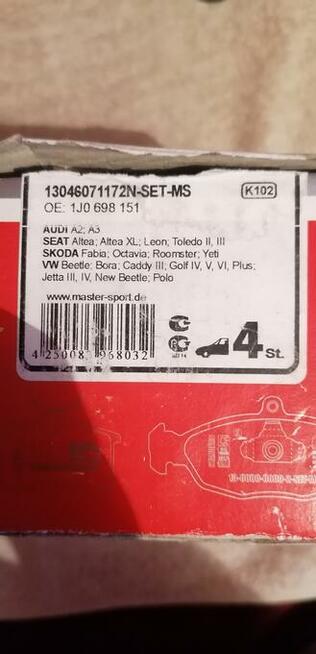 13046071172N-SET-MS
K102
OE: 1J0 698 151
AUDI A2; A3
SEAT Altea; Altea XL; Leon; Toledo II, III
SKODA Fabia; Octavia; Roomster; Yeti
VW Beetle; Bora; Caddy III; Golf IV, V, VI, Plus;
Jetta III, IV, New Beetle; Polo
www.master-sport.de
4 St.
4 25008 968032